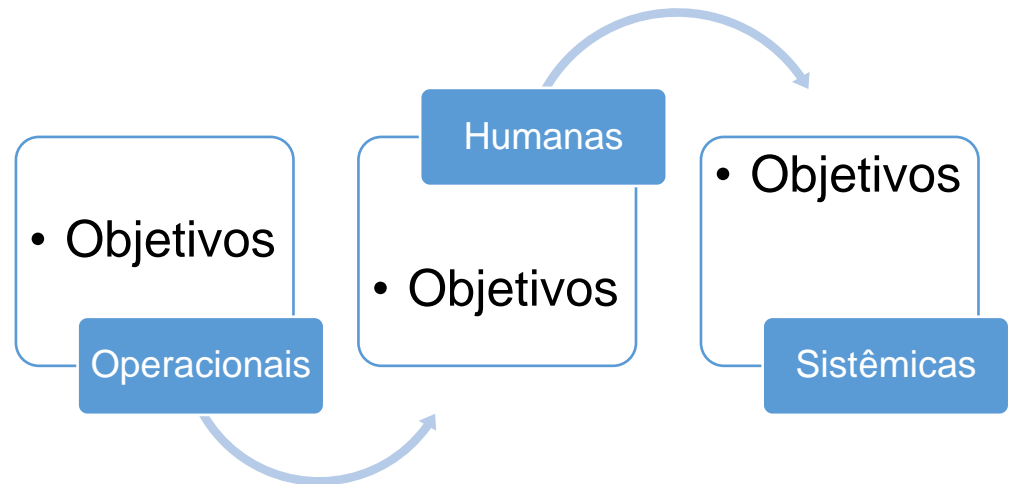 • Objetivos
Operacionais
Humanas
• Objetivos
• Objetivos
Sistêmicas